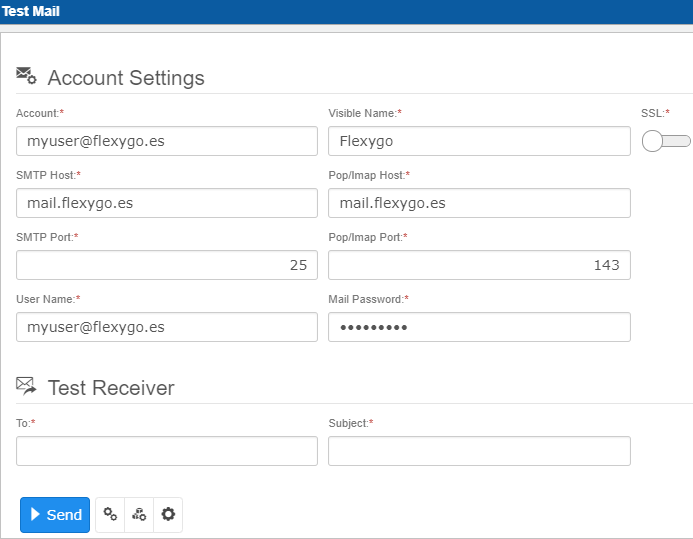 Test Mail
Account Settings
Account:* Visible Name:* SSL:*
myuser@flexygo.es Flexygo
SMTP Host:* Pop/Imap Host:*
mail.flexygo.es mail.flexygo.es
SMTP Port:* Pop/Imap Port:*
25 143
User Name:* Mail Password:*
myuser@flexygo.es •••••••••
Test Receiver
To:* Subject:*
Send